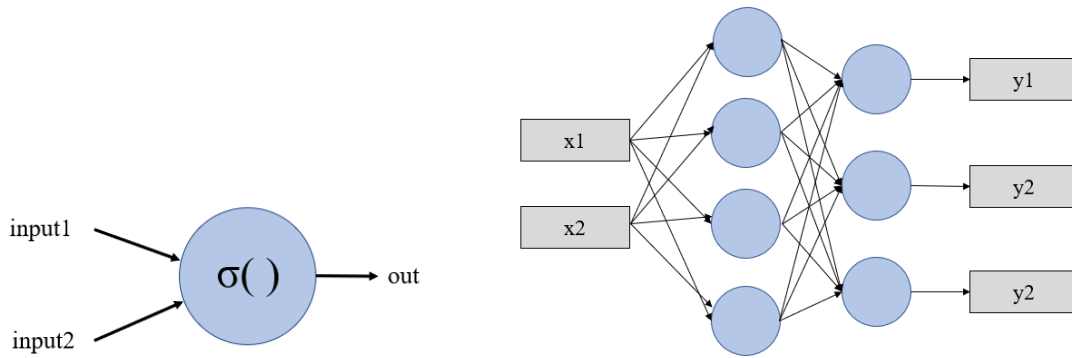 input1
input2
σ( )
out
x1
x2
y1
y2
y2